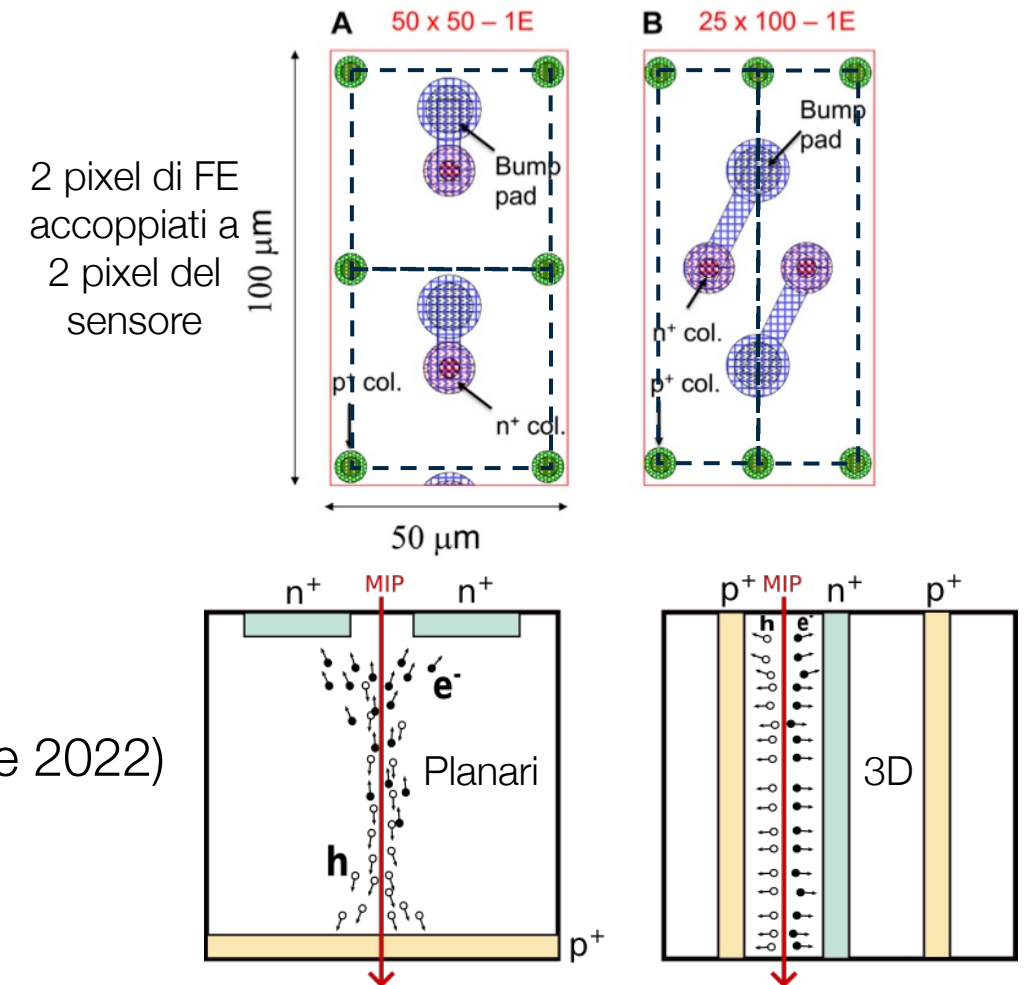 A 50 x 50 – 1E
B 25 x 100 – 1E
2 pixel di FE
accoppiati a
2 pixel del
sensore
100 μm
Bump
pad
p⁺ col.
n⁺ col.
50 μm
Bump
pad
n⁺ col.
p⁺ col.
n⁺ MIP n⁺
e⁻
Planari
h
p⁺
e 2022)
p⁺ MIP n⁺ p⁺
h e⁻
3D